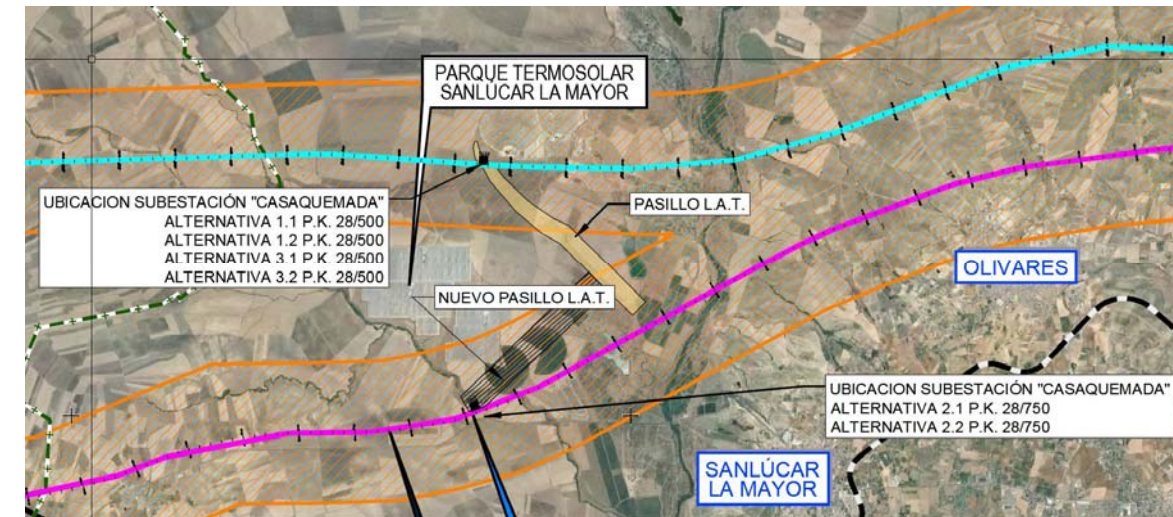 PARQUE TERMOSOLAR
SANLUCAR LA MAYOR
UBICACION SUBESTACIÓN "CASAQUEMADA"
ALTERNATIVA 1.1 P.K. 28/500
ALTERNATIVA 1.2 P.K. 28/500
ALTERNATIVA 3.1 P.K. 28/500
ALTERNATIVA 3.2 P.K. 28/500
PASILLO L.A.T.
OLIVARES
NUEVO PASILLO L.A.T.
UBICACION SUBESTACIÓN "CASAQUEMADA"
ALTERNATIVA 2.1 P.K. 28/750
ALTERNATIVA 2.2 P.K. 28/750
SANLÚCAR
LA MAYOR